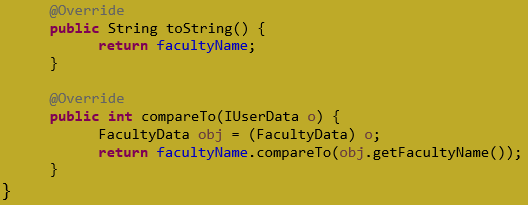 @Override
public String toString() {
return facultyName;
}
@Override
public int compareTo(IUserData o) {
FacultyData obj = (FacultyData) o;
return facultyName.compareTo(obj.getFacultyName());
}
}